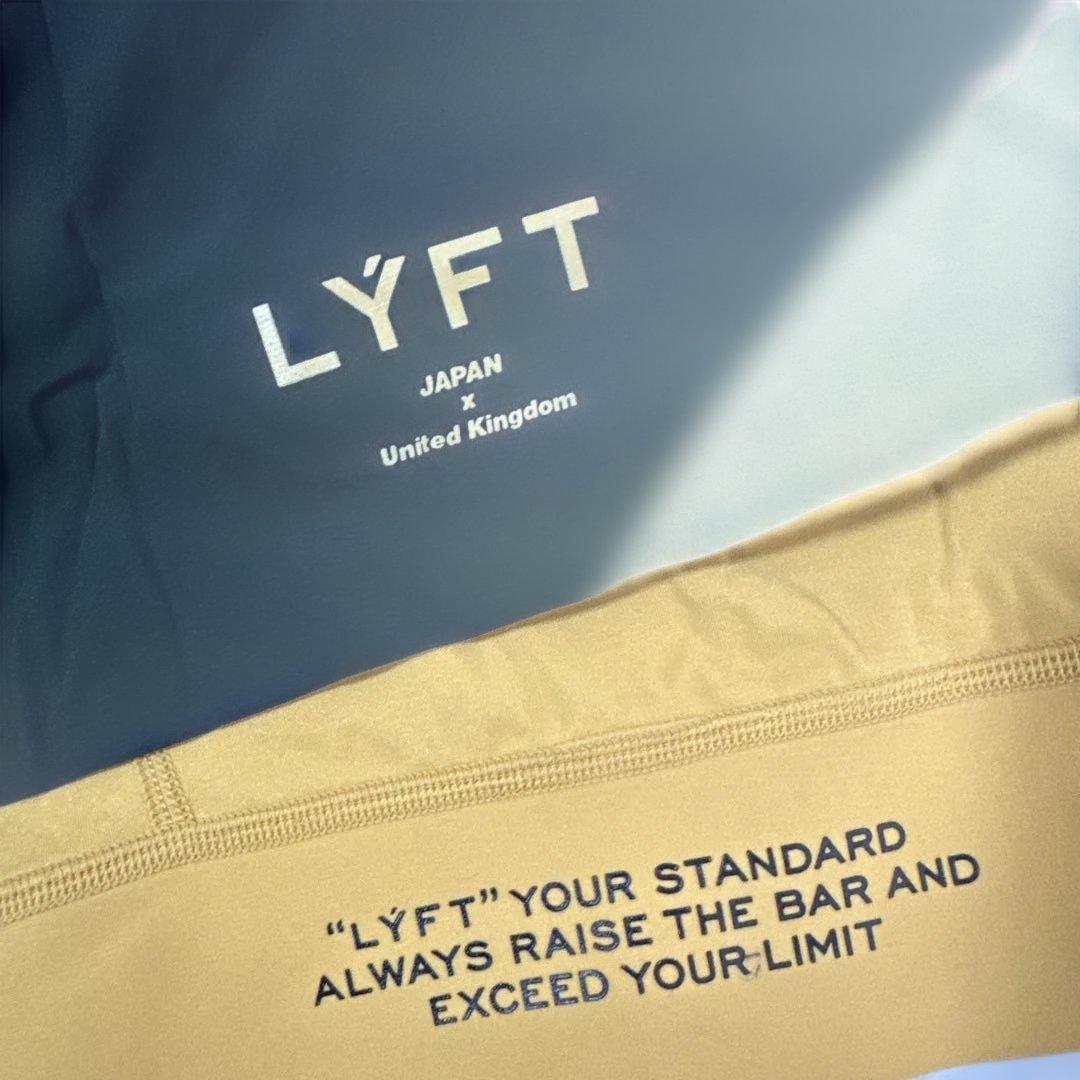 LÝFT
JAPAN
x
United Kingdom
“LÝFT” YOUR STANDARD
ALWAYS RAISE THE BAR AND
EXCEED YOUR LIMIT